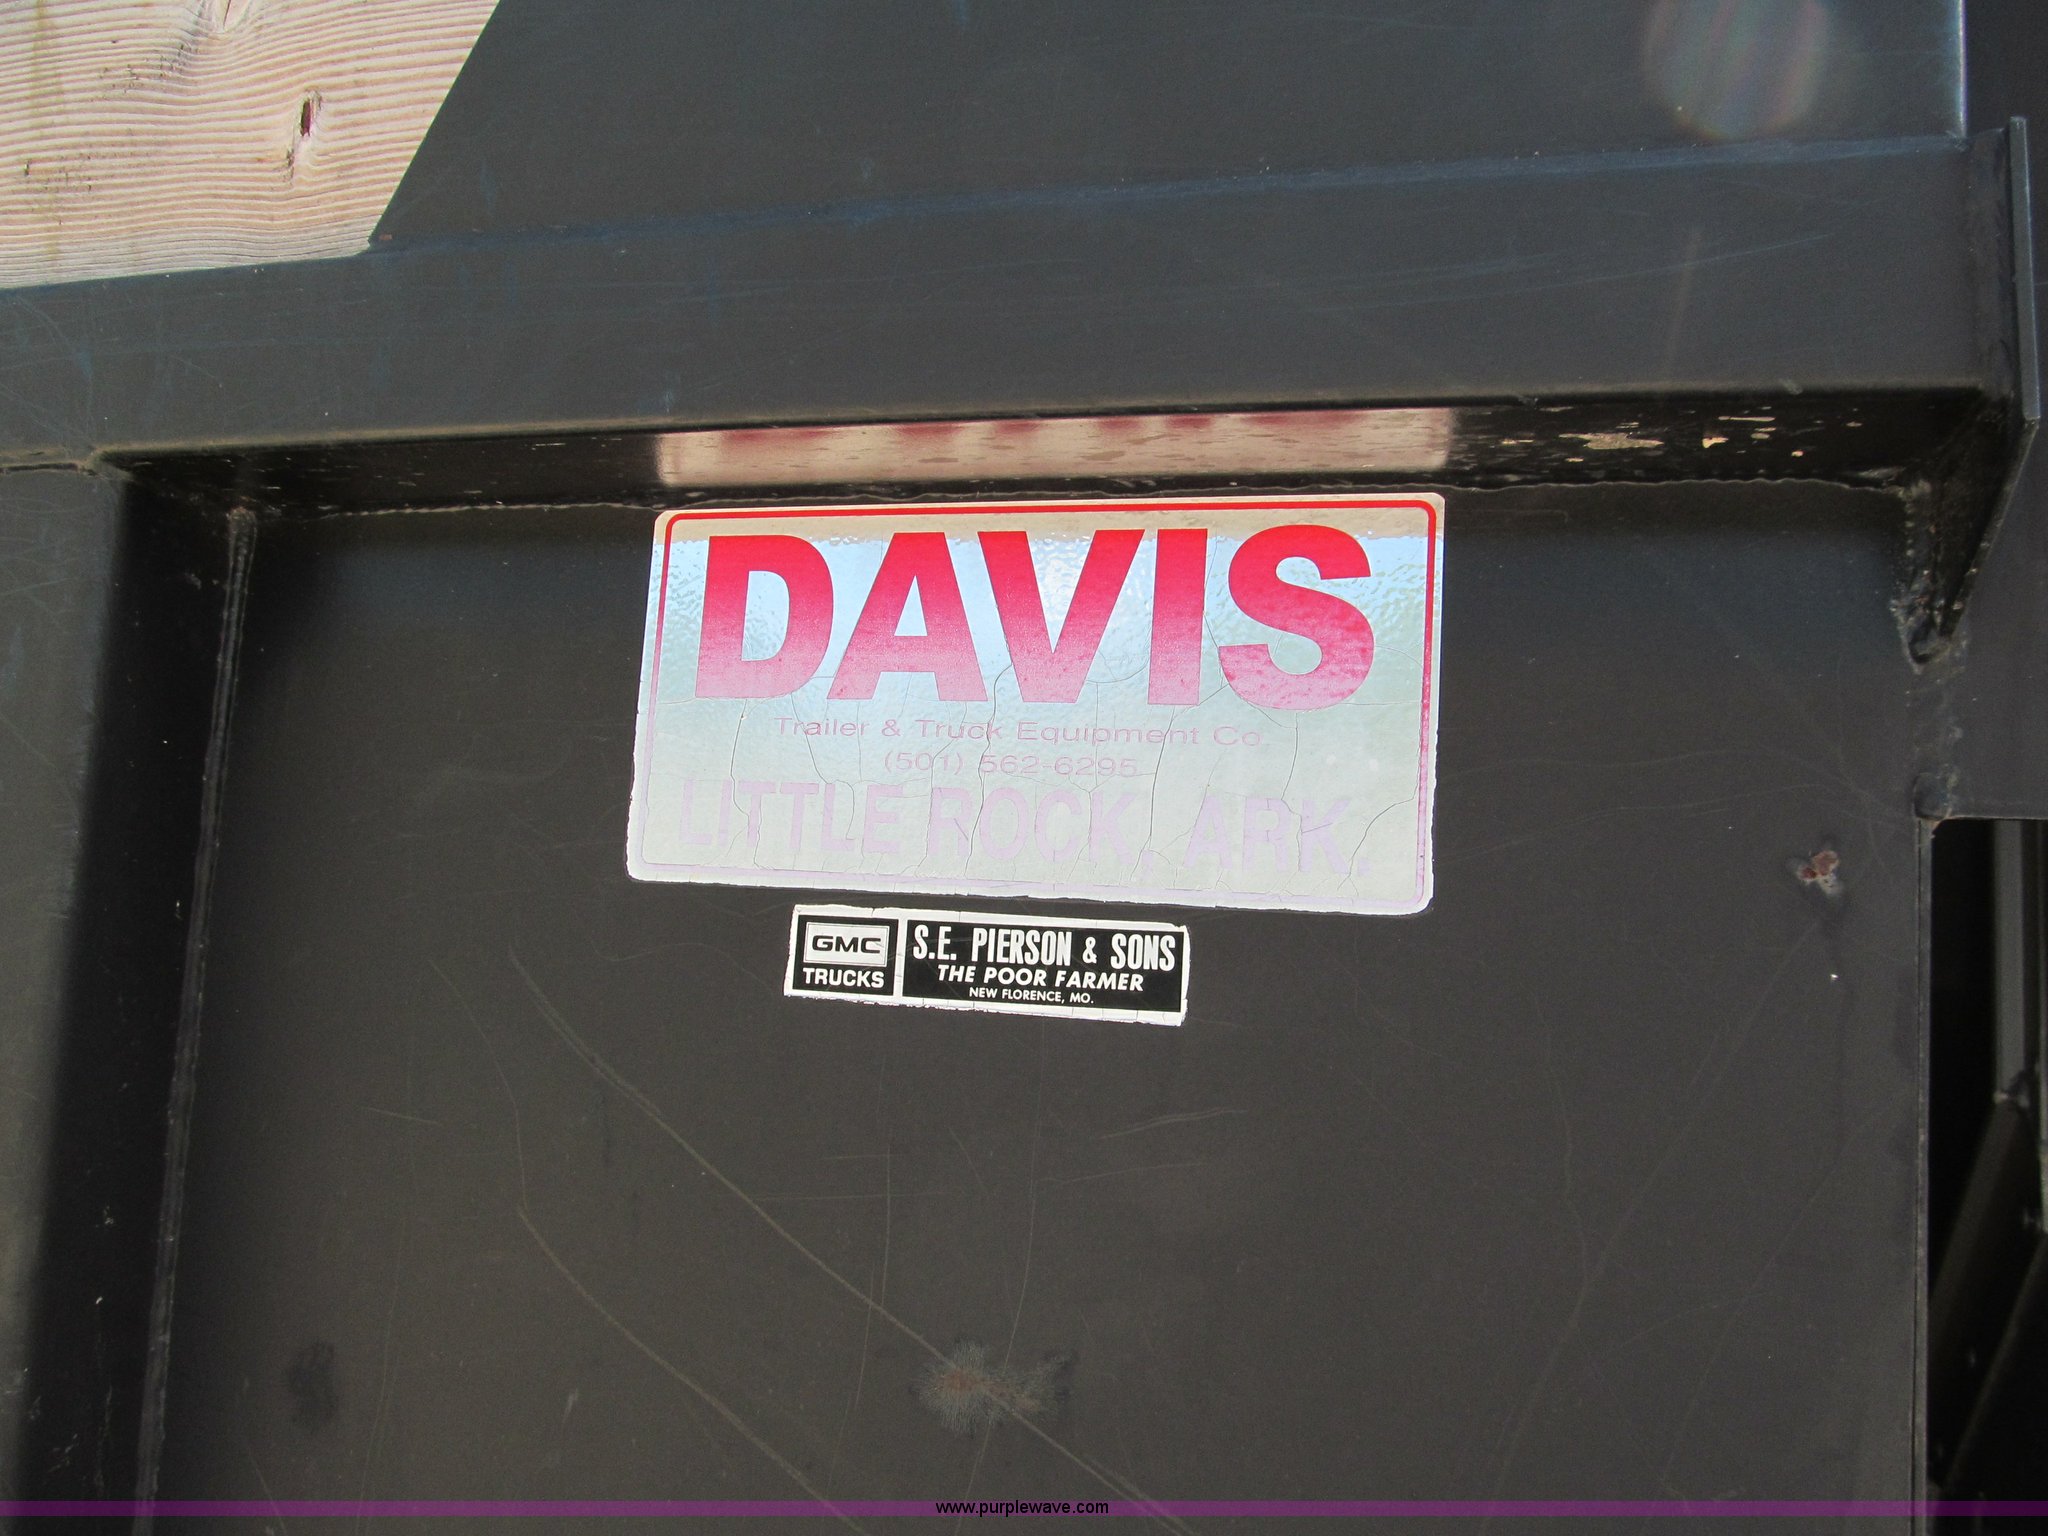 DAVIS
Trailer & Truck Equipment Co.
(501) 562-6295
LITTLE ROCK, ARK.
GMC
TRUCKS
S.E. PIERSON & SONS
THE POOR FARMER
NEW FLORENCE, MO.
www.purplewave.com